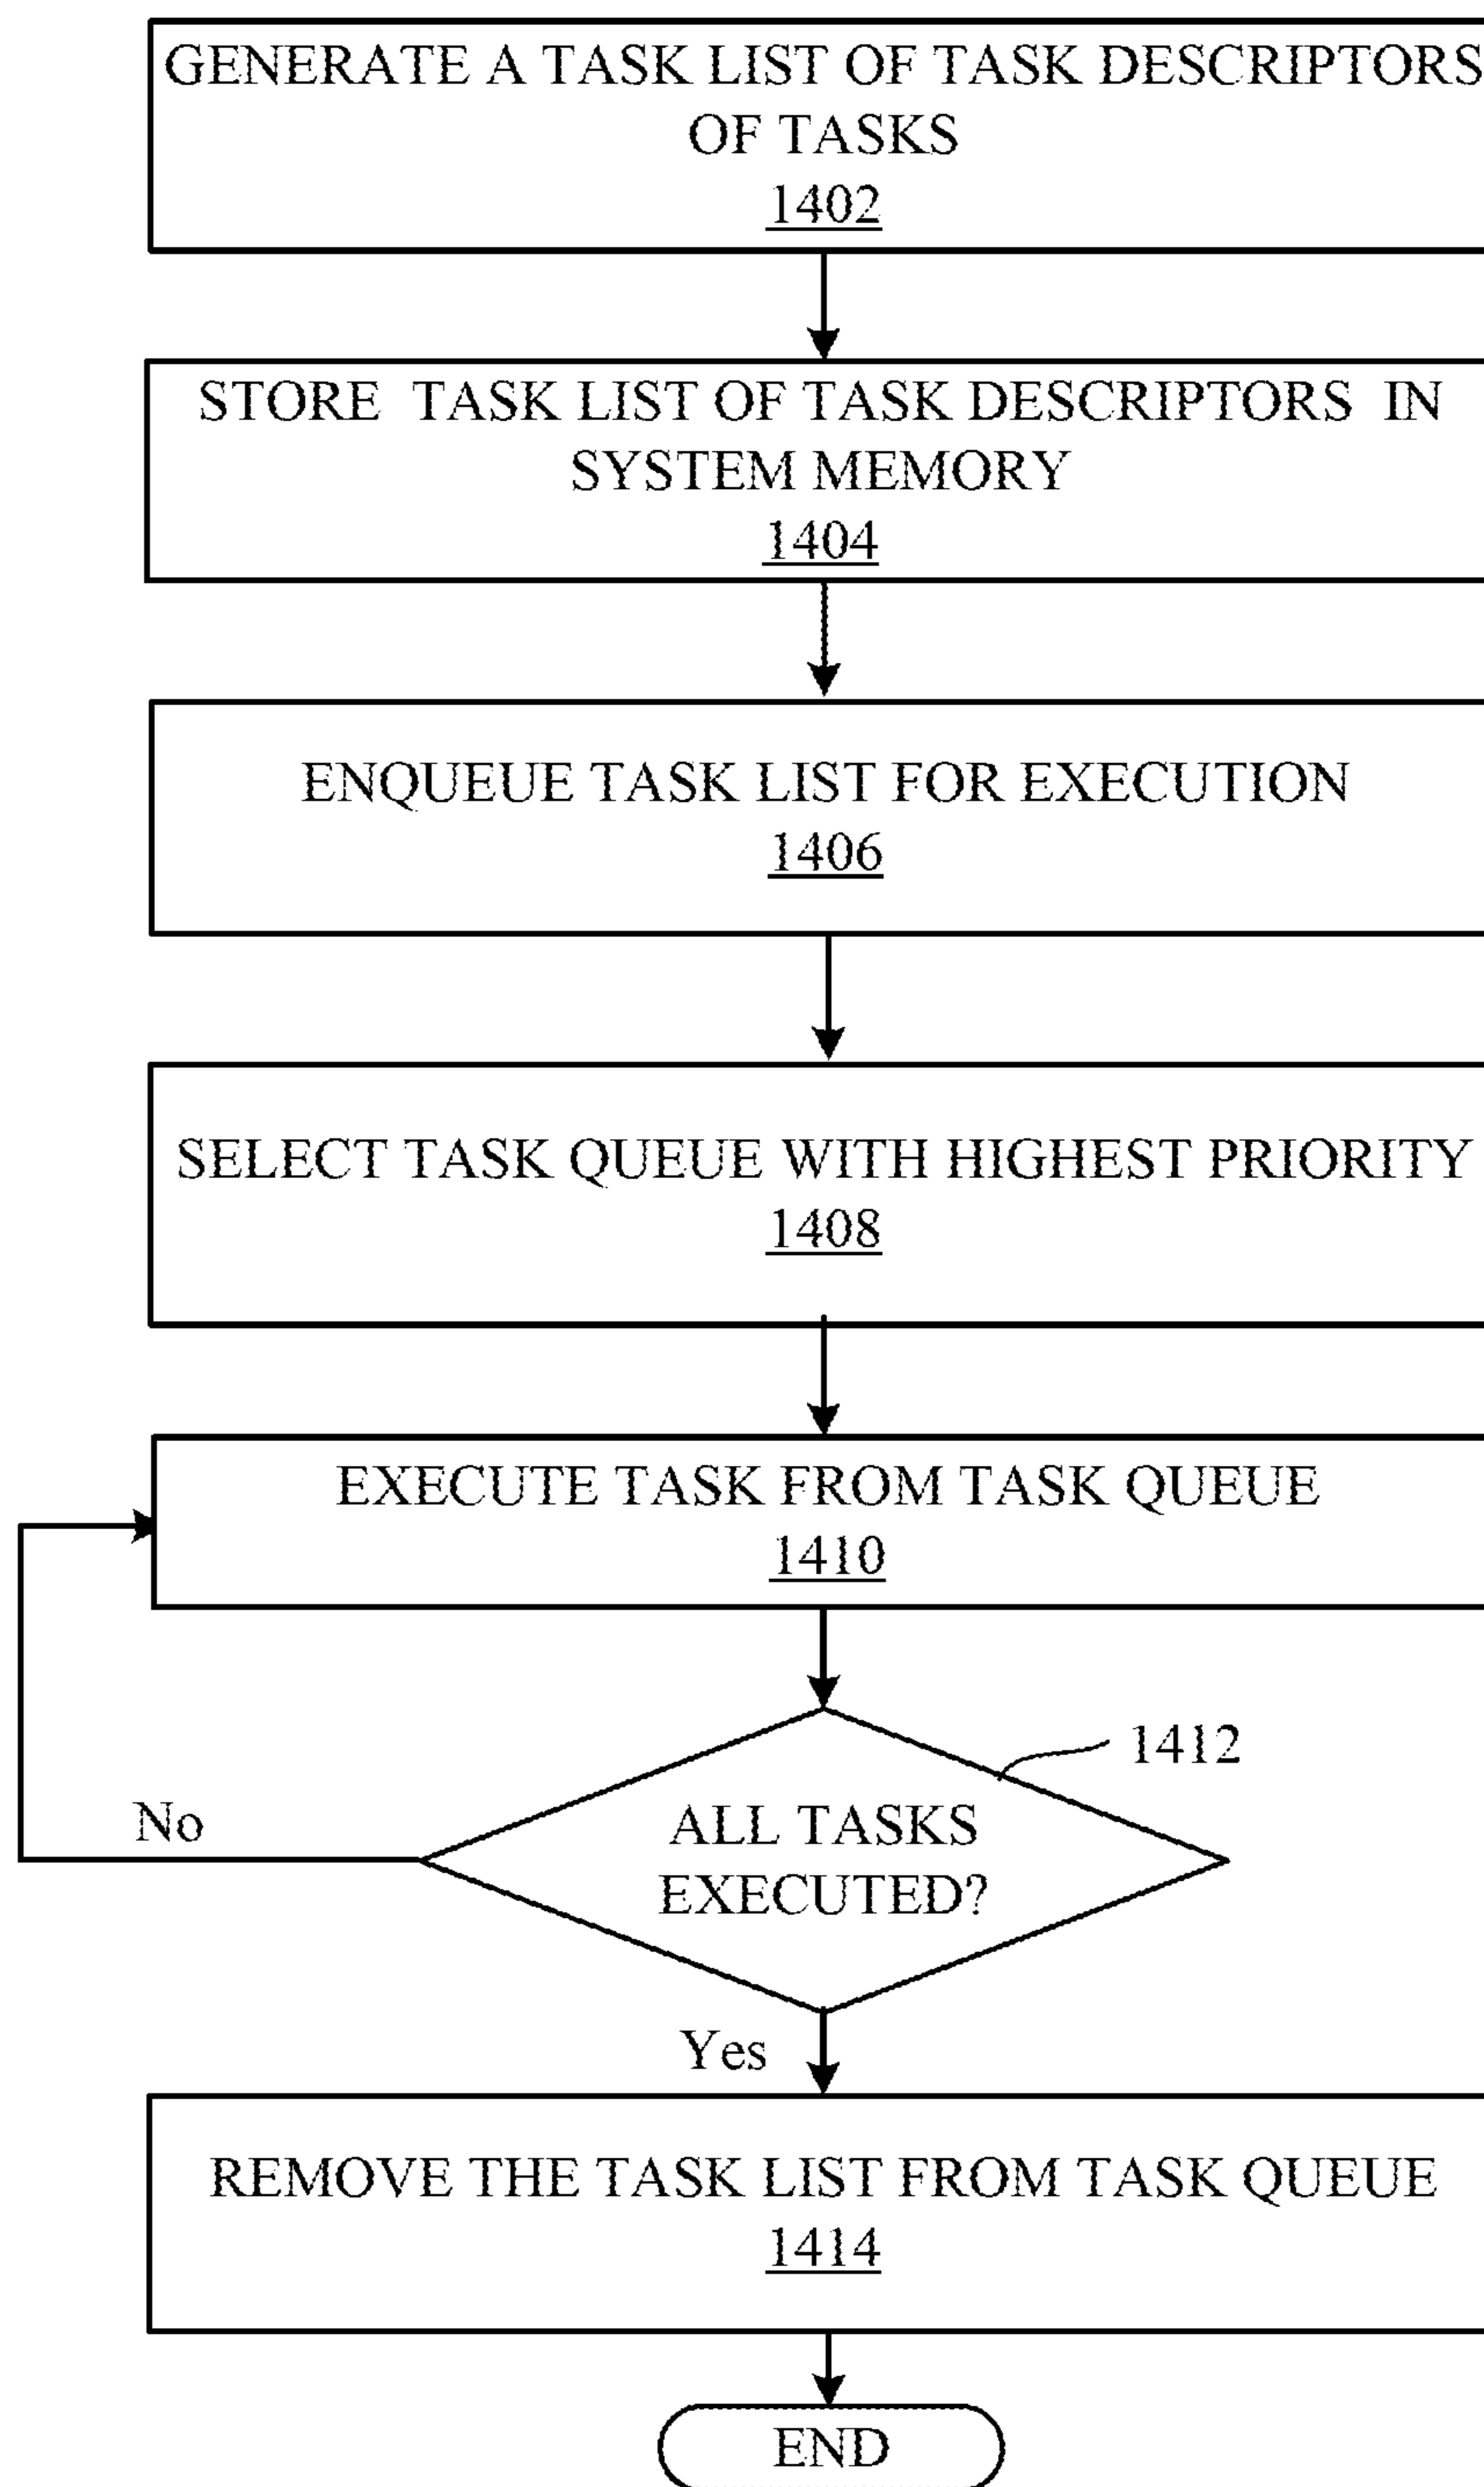 GENERATE A TASK LIST OF TASK DESCRIPTORS
OF TASKS
1402
STORE TASK LIST OF TASK DESCRIPTORS IN
SYSTEM MEMORY
1404
ENQUEUE TASK LIST FOR EXECUTION
1406
SELECT TASK QUEUE WITH HIGHEST PRIORITY
1408
EXECUTE TASK FROM TASK QUEUE
1410
1412
ALL TASKS
EXECUTED?
No
Yes
REMOVE THE TASK LIST FROM TASK QUEUE
1414
END